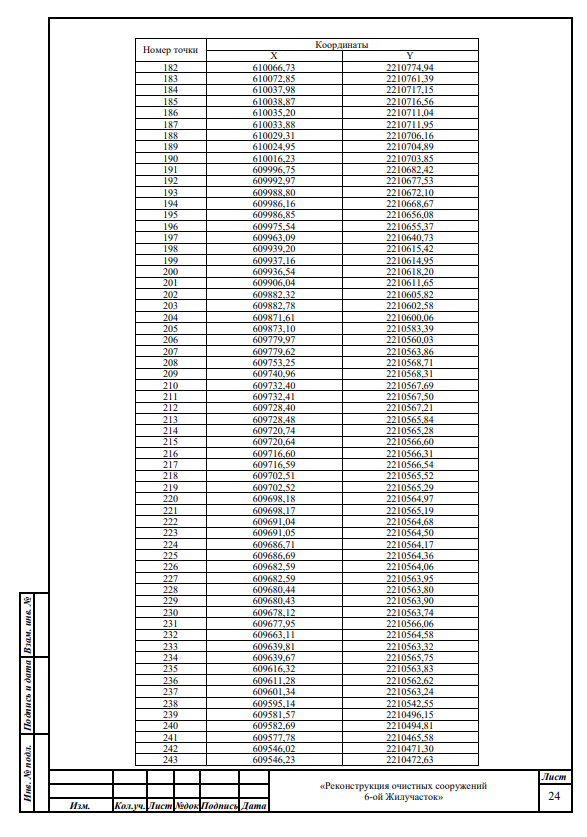 Номер точки Координаты
X Y
182 610066,73 2210774,94
183 610072,85 2210761,39
184 610037,98 2210717,15
185 610038,87 2210716,56
186 610035,20 2210711,04
187 610033,88 2210711,95
188 610029,31 2210706,16
189 610024,95 2210704,89
190 610016,23 2210703,85
191 609996,75 2210682,42
192 609992,97 2210677,53
193 609988,80 2210672,10
194 609986,16 2210668,67
195 609986,85 2210656,08
196 609975,54 2210655,37
197 609963,09 2210640,73
198 609939,20 2210615,42
199 609937,16 2210614,95
200 609936,54 2210618,20
201 609906,04 2210611,65
202 609882,32 2210605,82
203 609882,78 2210602,58
204 609871,61 2210600,06
205 609873,10 2210583,39
206 609779,97 2210560,03
207 609779,62 2210563,86
208 609753,25 2210568,71
209 609740,96 2210568,31
210 609732,40 2210567,69
211 609732,41 2210567,50
212 609728,40 2210567,21
213 609728,48 2210565,84
214 609720,74 2210565,28
215 609720,64 2210566,60
216 609716,60 2210566,31
217 609716,59 2210566,54
218 609702,51 2210565,52
219 609702,52 2210565,29
220 609698,18 2210564,97
221 609698,17 2210565,19
222 609691,04 2210564,68
223 609691,05 2210564,50
224 609686,71 2210564,17
225 609686,69 2210564,36
226 609682,59 2210564,06
227 609682,59 2210563,95
228 609680,44 2210563,80
229 609680,43 2210563,90
230 609678,12 2210563,74
231 609677,95 2210566,06
232 609663,11 2210564,58
233 609639,81 2210563,32
234 609639,67 2210565,75
235 609616,32 2210563,83
236 609611,28 2210562,62
237 609601,34 2210563,24
238 609595,14 2210542,55
239 609581,57 2210496,15
240 609582,69 2210494,81
241 609577,78 2210465,58
242 609546,02 2210471,30
243 609546,23 2210472,63
Взам. инв. №
Подпись и дата
Инв. № подл.
Изм. Кол.уч. Лист №док Подпись Дата
«Реконструкция очистных сооружений
6-ой Жилучасток»
Лист
24